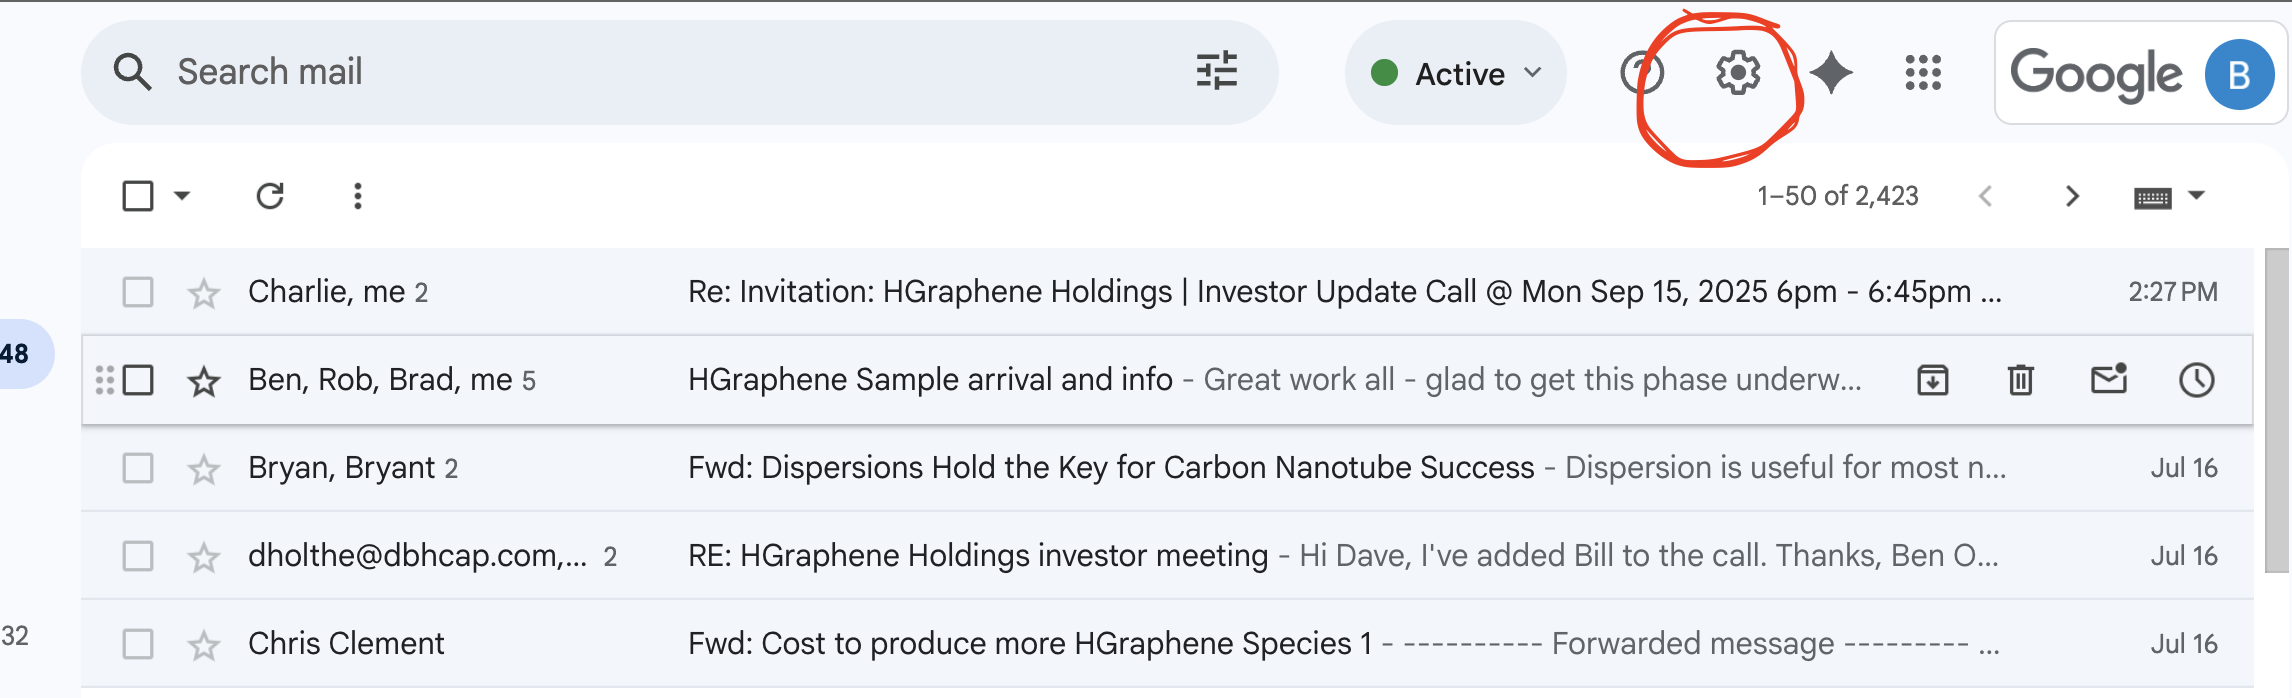 Search mail
Active
Google B
1–50 of 2,423
Charlie, me 2 Re: Invitation: HGraphene Holdings | Investor Update Call @ Mon Sep 15, 2025 6pm - 6:45pm ... 2:27 PM
48
Ben, Rob, Brad, me 5 HGraphene Sample arrival and info - Great work all - glad to get this phase underw...
Bryan, Bryant 2 Fwd: Dispersions Hold the Key for Carbon Nanotube Success - Dispersion is useful for most n... Jul 16
dholthe@dbhcap.com,... 2 RE: HGraphene Holdings investor meeting - Hi Dave, I've added Bill to the call. Thanks, Ben O... Jul 16
32
Chris Clement Fwd: Cost to produce more HGraphene Species 1 - ---------- Forwarded message --------- ... Jul 16